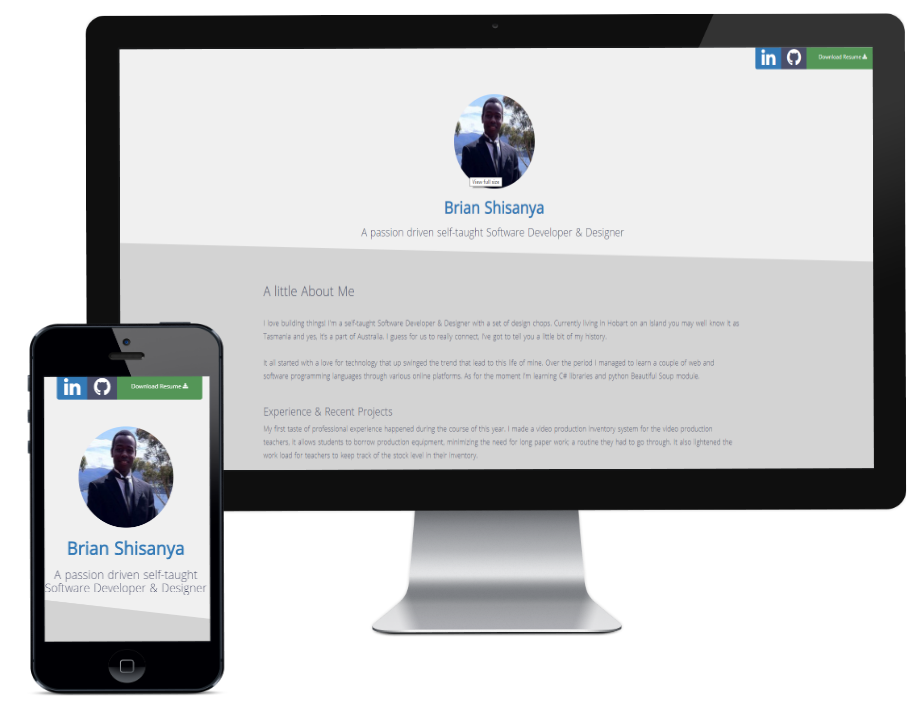 in
Download Resume
View full size
Brian Shisanya
A passion driven self-taught Software Developer & Designer
A little About Me
I love building things! I'm a self-taught Software Developer & Designer with a set of design chops. Currently living in Hobart on an island you may well know it as
Tasmania and yes, it's a part of Australia. I guess for us to really connect, I've got to tell you a little bit of my history.
It all started with a love for technology that up swinged the trend that lead to this life of mine. Over the period I managed to learn a couple of web and
software programming languages through various online platforms. As for the moment I'm learning C# libraries and python Beautiful Soup module.
Experience & Recent Projects
My first taste of professional experience happened during the course of this year. I made a video production inventory system for the video production
teachers. It allows students to borrow production equipment, minimizing the need for long paper work; a routine they had to go through. It also lightened the
work load for teachers to keep track of the stock level in their inventory.
in
Download Resume
Brian Shisanya
A passion driven self-taught
Software Developer & Designer